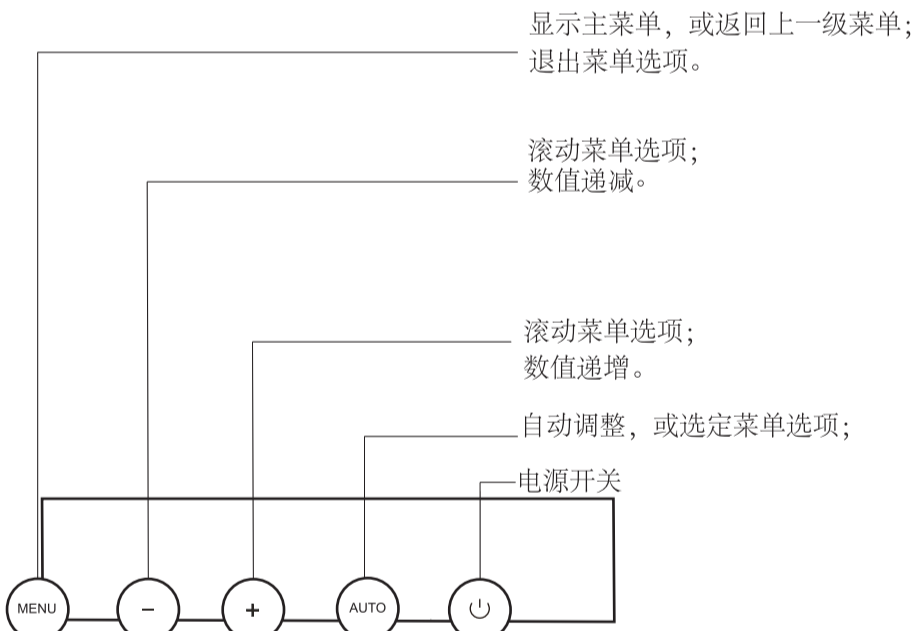 显示主菜单，或返回上一级菜单；
退出菜单选项。
滚动菜单选项；
数值递减。
滚动菜单选项；
数值递增。
自动调整，或选定菜单选项；
电源开关
MENU
−
+
AUTO